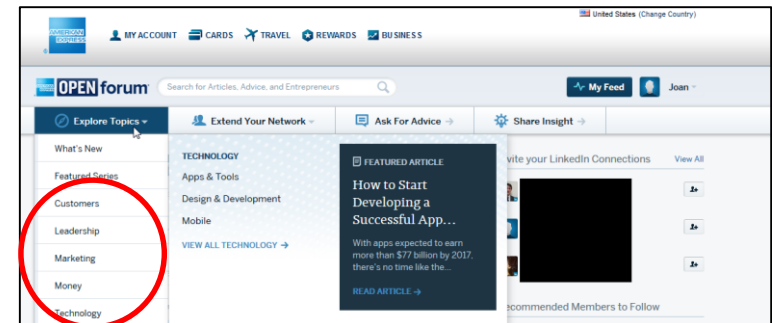 United States (Change Country)
AMERICAN EXPRESS
MY ACCOUNT CARDS TRAVEL REWARDS BUSINESS
OPEN forum Search for Articles, Advice, and Entrepreneurs My Feed Joan
Explore Topics Extend Your Network Ask For Advice → Share Insight →
What's New
Featured Series
Customers
Leadership
Marketing
Money
Technology
TECHNOLOGY
Apps & Tools
Design & Development
Mobile
VIEW ALL TECHNOLOGY →
FEATURED ARTICLE
How to Start
Developing a
Successful App...
With apps expected to earn
more than $77 billion by 2017,
there's no time like the...
READ ARTICLE →
vite your LinkedIn Connections View All
ecommended Members to Follow